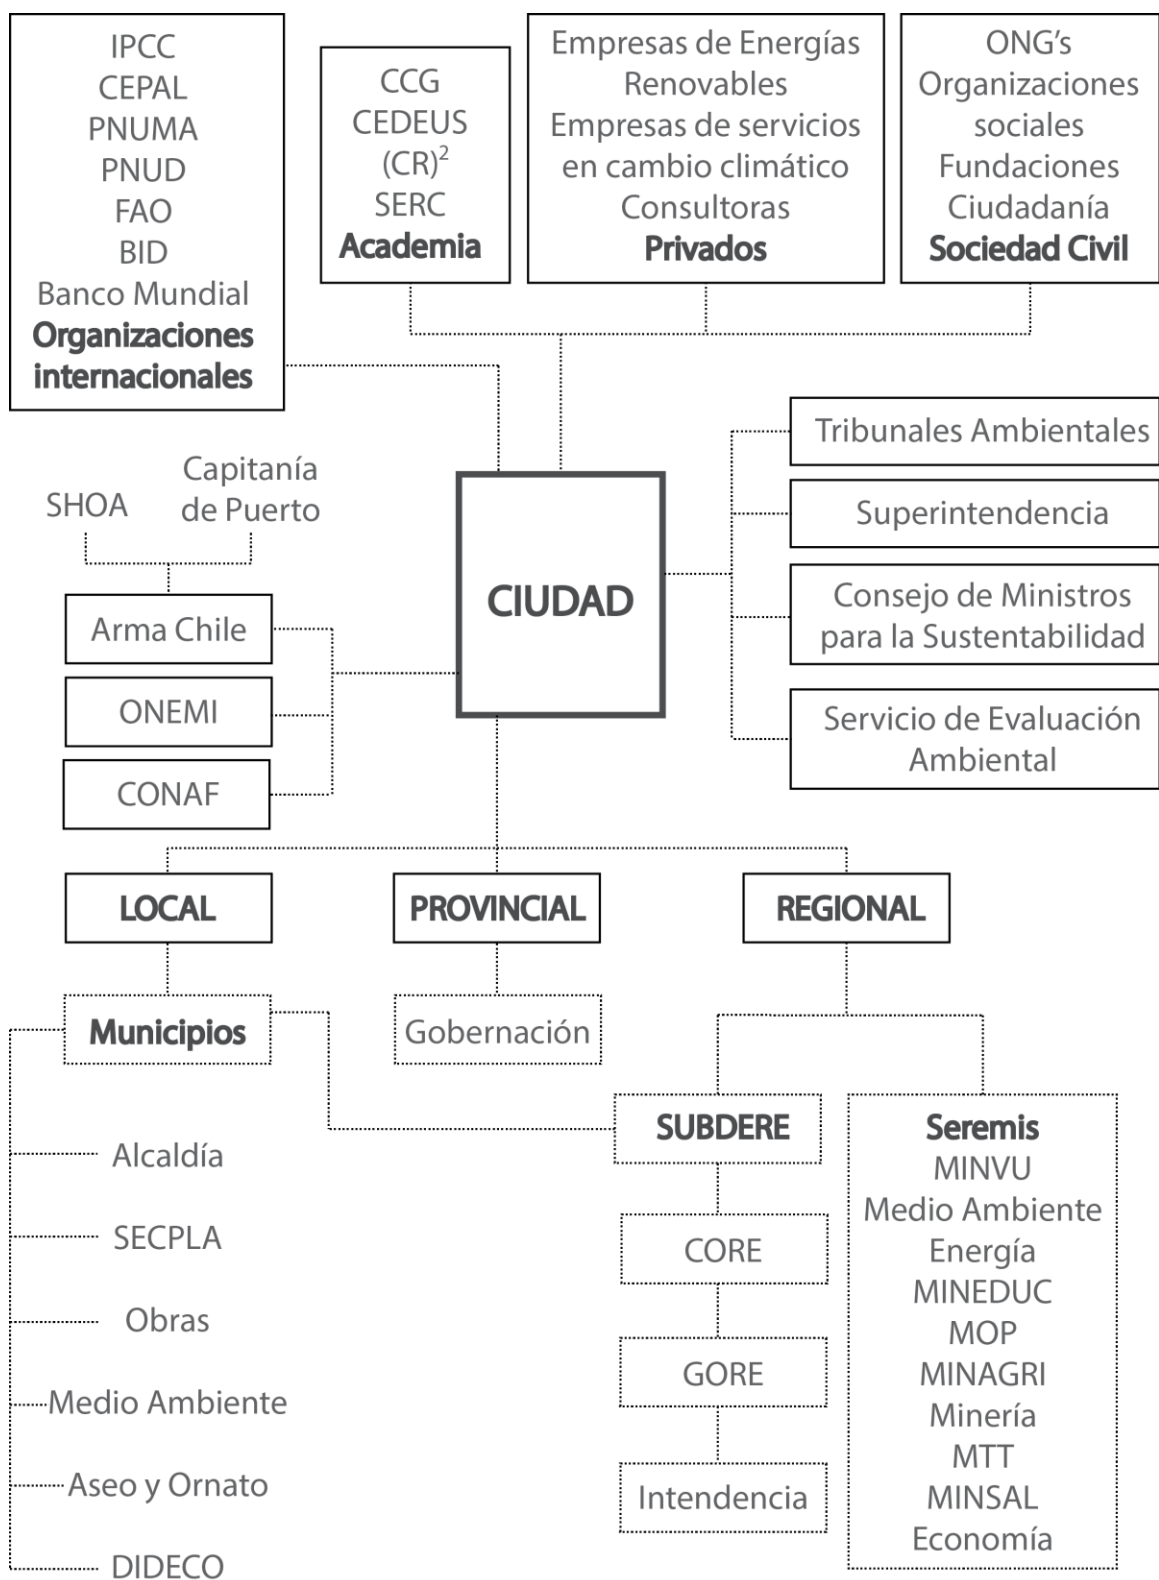 IPCC
CEPAL
PNUMA
PNUD
FAO
BID
Banco Mundial
Organizaciones
internacionales
CCG
CEDEUS
(CR)²
SERC
Academia
Empresas de Energías
Renovables
Empresas de servicios
en cambio climático
Consultoras
Privados
ONG's
Organizaciones
sociales
Fundaciones
Ciudadanía
Sociedad Civil
SHOA
Capitanía
de Puerto
Arma Chile
ONEMI
CONAF
CIUDAD
Tribunales Ambientales
Superintendencia
Consejo de Ministros
para la Sustentabilidad
Servicio de Evaluación
Ambiental
LOCAL
PROVINCIAL
REGIONAL
Municipios
Gobernación
Alcaldía
SECPLA
Obras
Medio Ambiente
Aseo y Ornato
DIDECO
SUBDERE
CORE
GORE
Intendencia
Seremis
MINVU
Medio Ambiente
Energía
MINEDUC
MOP
MINAGRI
Minería
MTT
MINSAL
Economía